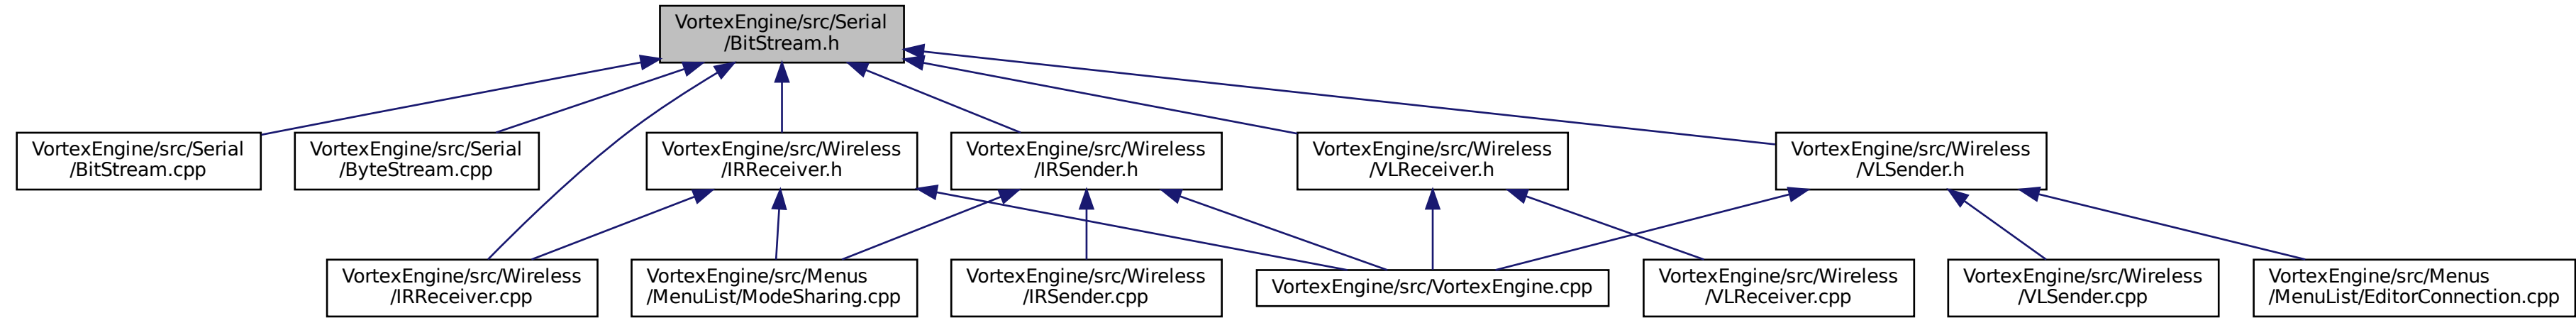 VortexEngine/src/Serial
/BitStream.h
VortexEngine/src/Serial
/BitStream.cpp
VortexEngine/src/Serial
/ByteStream.cpp
VortexEngine/src/Wireless
/IRReceiver.h
VortexEngine/src/Wireless
/IRSender.h
VortexEngine/src/Wireless
/VLReceiver.h
VortexEngine/src/Wireless
/VLSender.h
VortexEngine/src/Wireless
/IRReceiver.cpp
VortexEngine/src/Menus
/MenuList/ModeSharing.cpp
VortexEngine/src/Wireless
/IRSender.cpp
VortexEngine/src/VortexEngine.cpp
VortexEngine/src/Wireless
/VLReceiver.cpp
VortexEngine/src/Wireless
/VLSender.cpp
VortexEngine/src/Menus
/MenuList/EditorConnection.cpp